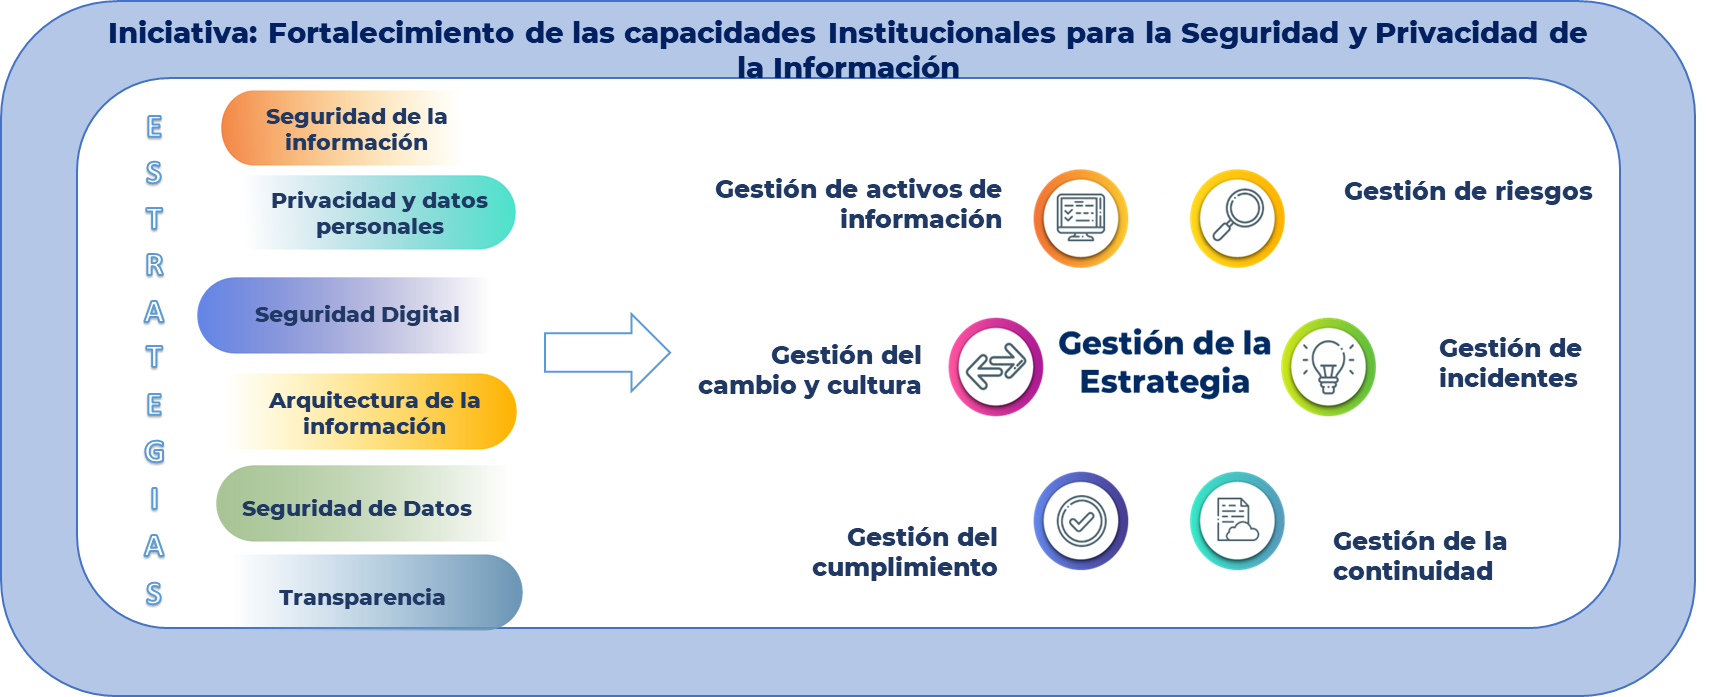 Iniciativa: Fortalecimiento de las capacidades Institucionales para la Seguridad y Privacidad de
la Información
E
S
T
R
A
T
E
G
I
A
S
Seguridad de la
información
Privacidad y datos
personales
Seguridad Digital
Arquitectura de la
información
Seguridad de Datos
Transparencia
Gestión de activos de
información
Gestión de riesgos
Gestión del
cambio y cultura
Gestión de la
Estrategia
Gestión de
incidentes
Gestión del
cumplimiento
Gestión de la
continuidad